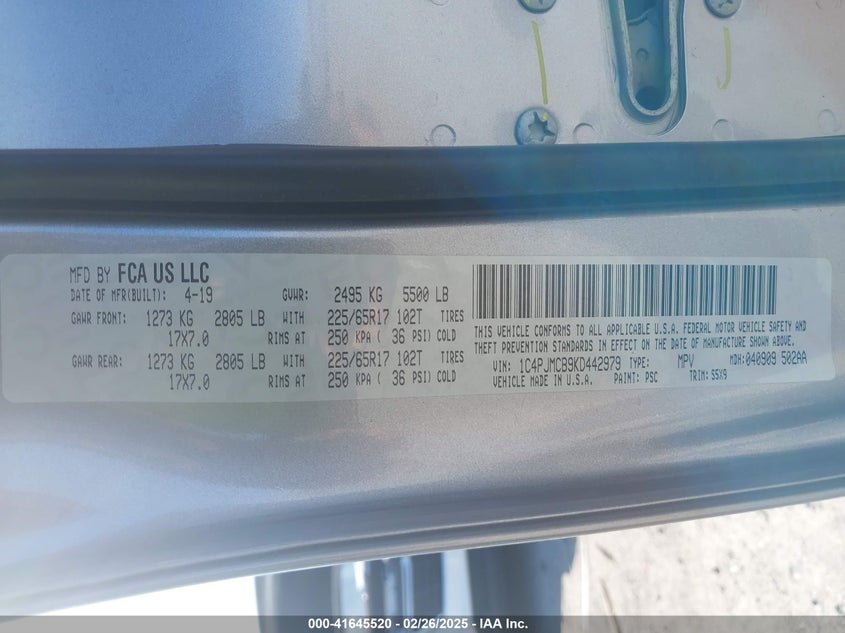 MFD BY FCA US LLC
DATE OF MFR(BUILT): 4-19 GVWR: 2495 KG 5500 LB
GAWR FRONT: 1273 KG 2805 LB WITH 225/65R17 102T TIRES
17X7.0 RIMS AT 250 KPA ( 36 PSI) COLD
GAWR REAR: 1273 KG 2805 LB WITH 225/65R17 102T TIRES
17X7.0 RIMS AT 250 KPA ( 36 PSI) COLD
THIS VEHICLE CONFORMS TO ALL APPLICABLE U.S.A. FEDERAL MOTOR VEHICLE SAFETY AND
THEFT PREVENTION STANDARDS IN EFFECT ON THE DATE OF MANUFACTURE SHOWN ABOVE.
VIN: 1C4PJMCB9KD442979 TYPE: MPV MDH: 040909 502AA
VEHICLE MADE IN U.S.A. PAINT: PSC TRIM: S5X9
000-41645520 - 02/26/2025 - IAA Inc.